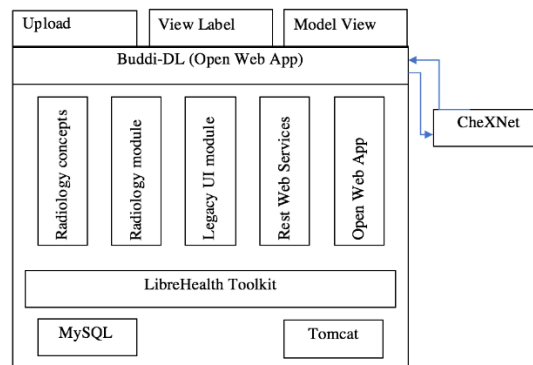 Upload
View Label
Model View
Buddi-DL (Open Web App)
CheXNet
Radiology concepts
Radiology module
Legacy UI module
Rest Web Services
Open Web App
LibreHealth Toolkit
MySQL
Tomcat